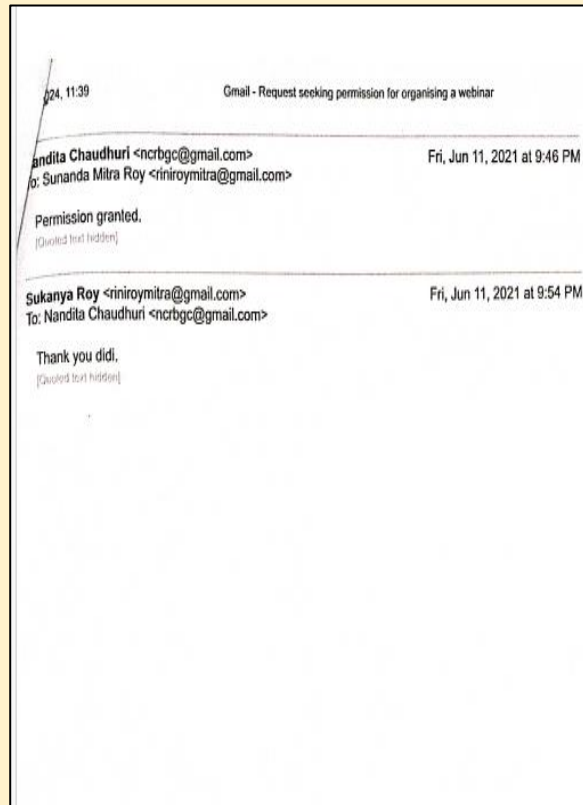 024, 11:39 Gmail - Request seeking permission for organising a webinar
andita Chaudhuri <ncrbgc@gmail.com> Fri, Jun 11, 2021 at 9:46 PM
o: Sunanda Mitra Roy <riniroymitra@gmail.com>
Permission granted.
[Quoted text hidden]
Sukanya Roy <riniroymitra@gmail.com> Fri, Jun 11, 2021 at 9:54 PM
To: Nandita Chaudhuri <ncrbgc@gmail.com>
Thank you didi.
[Quoted text hidden]